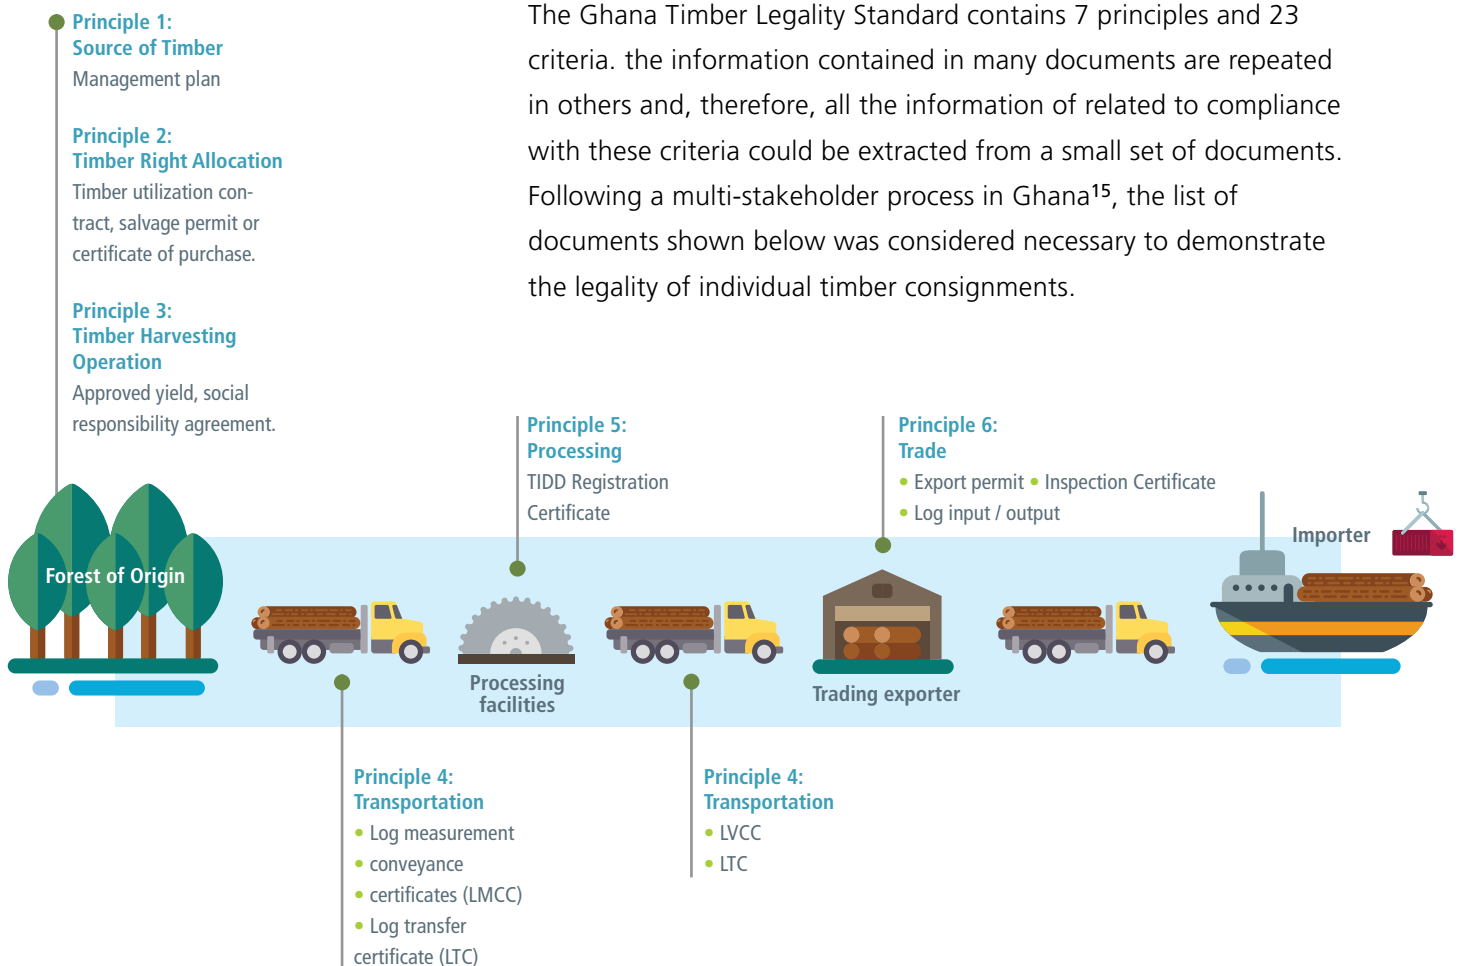 Principle 1:
Source of Timber
Management plan
Principle 2:
Timber Right Allocation
Timber utilization con-
tract, salvage permit or
certificate of purchase.
Principle 3:
Timber Harvesting
Operation
Approved yield, social
responsibility agreement.
The Ghana Timber Legality Standard contains 7 principles and 23
criteria. the information contained in many documents are repeated
in others and, therefore, all the information of related to compliance
with these criteria could be extracted from a small set of documents.
Following a multi-stakeholder process in Ghana15, the list of
documents shown below was considered necessary to demonstrate
the legality of individual timber consignments.
Principle 5:
Processing
TIDD Registration
Certificate
Principle 6:
Trade
• Export permit • Inspection Certificate
• Log input / output
Importer
Forest of Origin
Processing
facilities
Trading exporter
Principle 4:
Transportation
• Log measurement
• conveyance
• certificates (LMCC)
• Log transfer
certificate (LTC)
Principle 4:
Transportation
• LVCC
• LTC